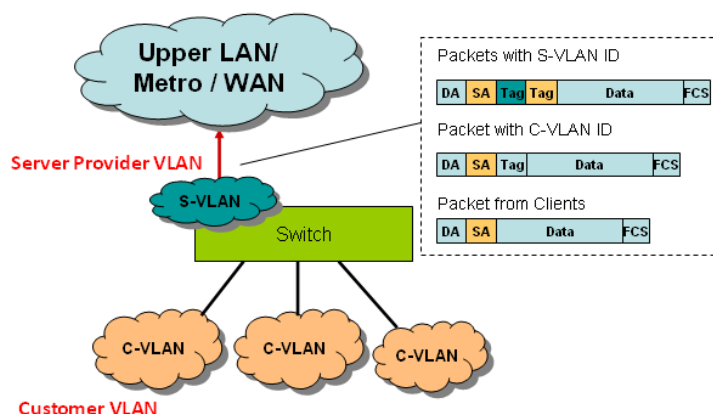 Upper LAN/
Metro / WAN
Server Provider VLAN
S-VLAN
Switch
C-VLAN
C-VLAN
C-VLAN
Customer VLAN
Packets with S-VLAN ID
DA SA Tag Tag Data FCS
Packet with C-VLAN ID
DA SA Tag Data FCS
Packet from Clients
DA SA Data FCS